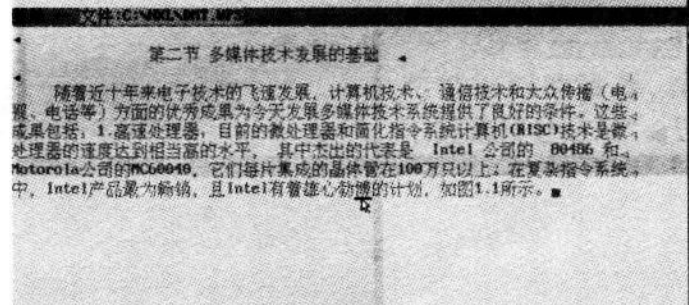 文件:C:\WXL\DMT.WPS
第二节 多媒体技术发展的基础
随着近十年来电子技术的飞速发展，计算机技术、 通信技术和大众传播（电
视、电话等）方面的优秀成果为今天发展多媒体技术系统提供了良好的条件。这些
成果包括：1.高速处理器：目前的微处理器和简化指令系统计算机(RISC)技术是微
处理器的速度达到相当高的水平， 其中杰出的代表是 Intel 公司的 80486 和
Motorola公司的MC60040，它们每片集成的晶体管在100万只以上；在复杂指令系统
中，Intel产品最为畅销，且Intel有着雄心勃勃的计划，如图1.1所示。